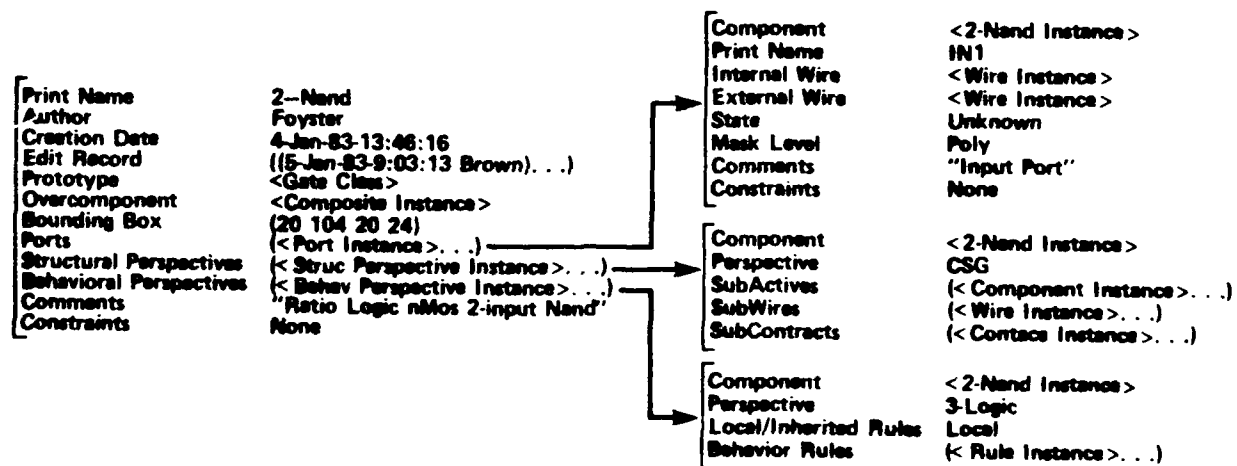 Print Name 2-Nand
Author Foyster
Creation Date 4-Jan-83-13:46:16
Edit Record ((5-Jan-83-9:03:13 Brown). . .)
Prototype <Gate Class>
Overcomponent <Composite Instance>
Bounding Box (20 104 20 24)
Ports (< Port Instance>. . .)
Structural Perspectives (< Struc Perspective Instance>. . .)
Behavioral Perspectives (< Behav Perspective Instance>. . .)
Comments "Ratio Logic nMos 2-input Nand"
Constraints None
Component <2-Nand Instance>
Print Name IN1
Internal Wire <Wire Instance>
External Wire <Wire Instance>
State Unknown
Mask Level Poly
Comments "Input Port"
Constraints None
Component <2-Nand Instance>
Perspective CSG
SubActives (< Component Instance>. . .)
SubWires (< Wire Instance>. . .)
SubContracts (< Contace Instance>. . .)
Component <2-Nand Instance>
Perspective 3-Logic
Local/Inherited Rules Local
Behavior Rules (< Rule Instance>. . .)